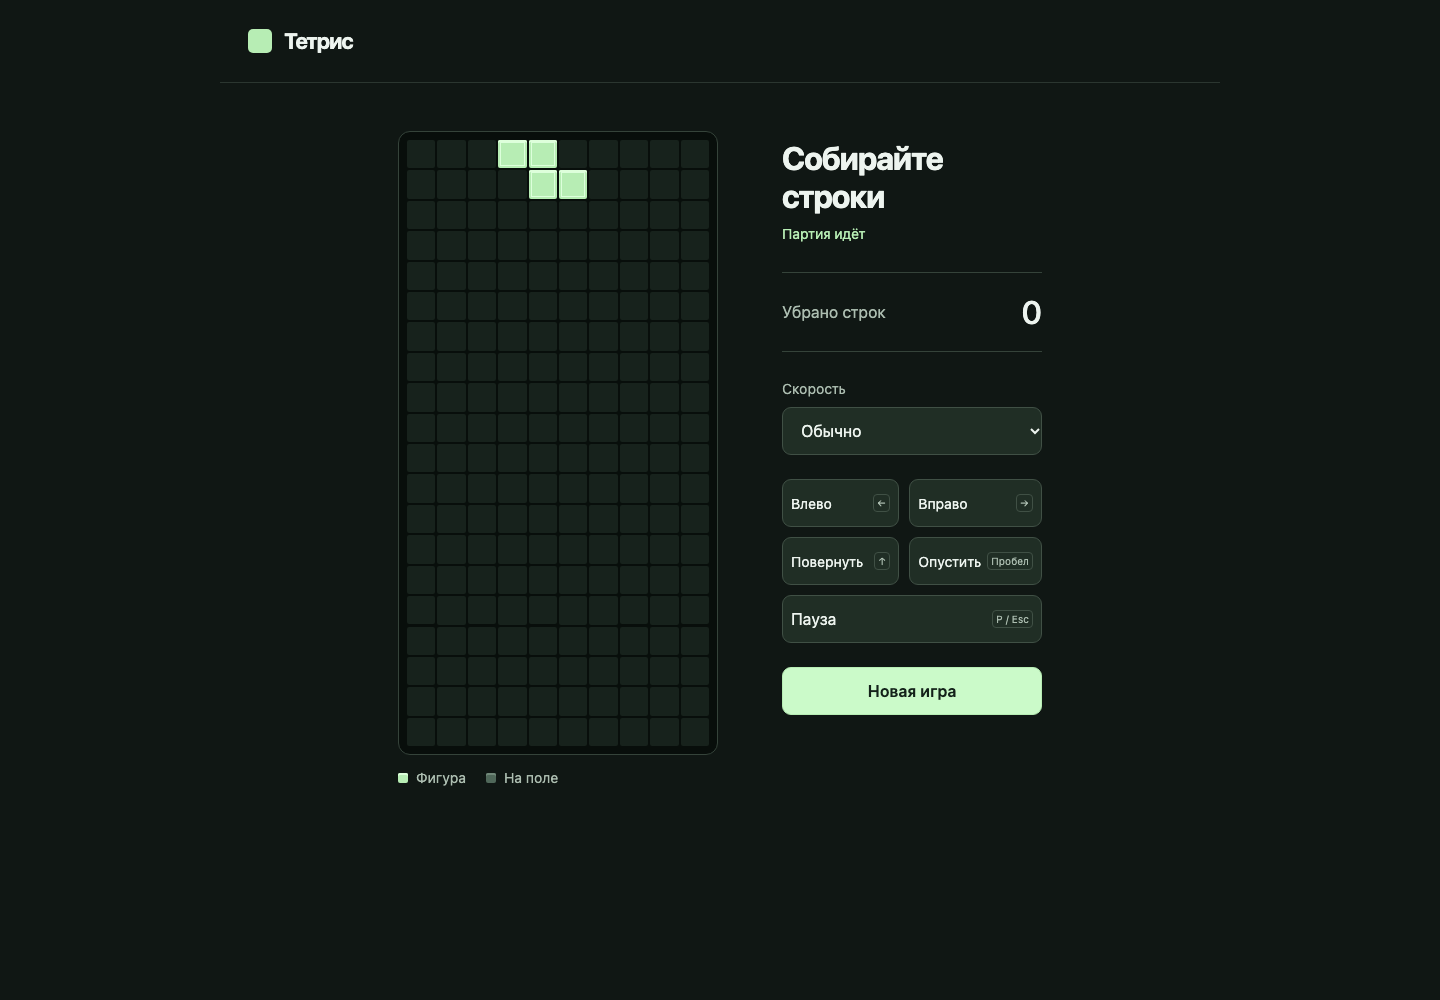 Тетрис
Собирайте
строки
Партия идёт
Убрано строк 0
Скорость
Обычно
Влево ← Вправо →
Повернуть ↑ Опустить Пробел
Пауза P / Esc
Новая игра
Фигура На поле